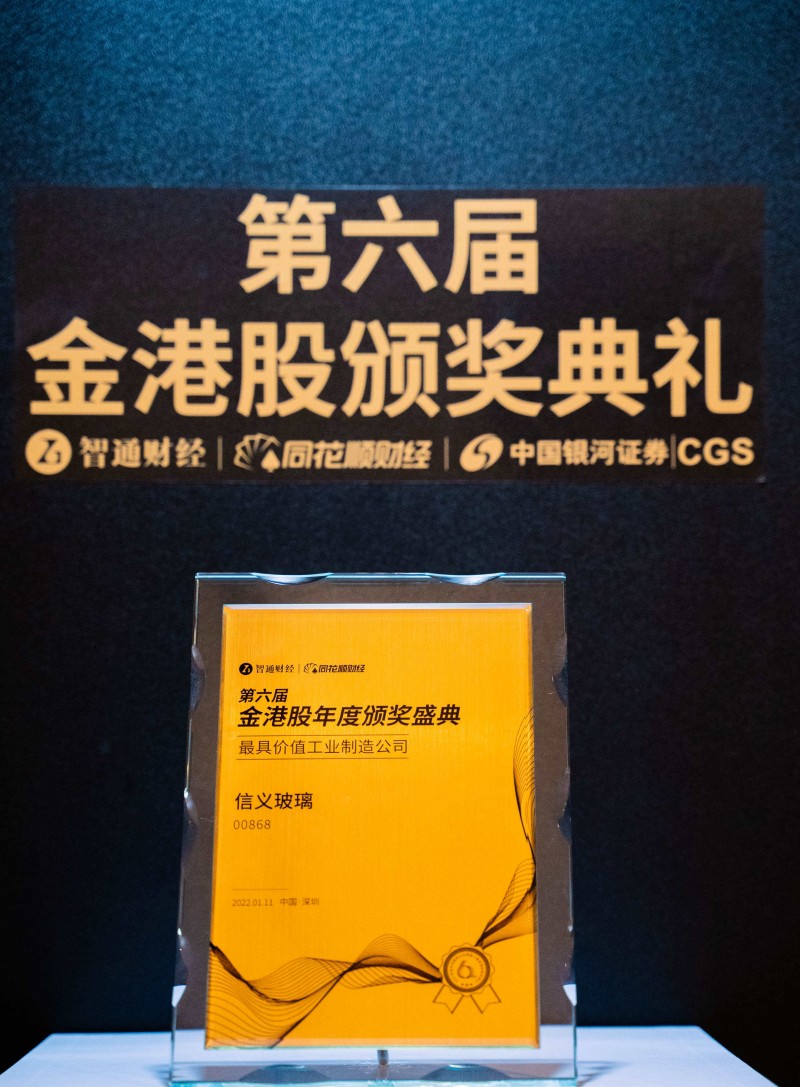 第六届
金港股颁奖典礼
智通财经 | 同花顺财经 | 中国银河证券 | CGS
智通财经 | 同花顺财经
第六届
金港股年度颁奖盛典
最具价值工业制造公司
信义玻璃
00868
2022.01.11 中国·深圳